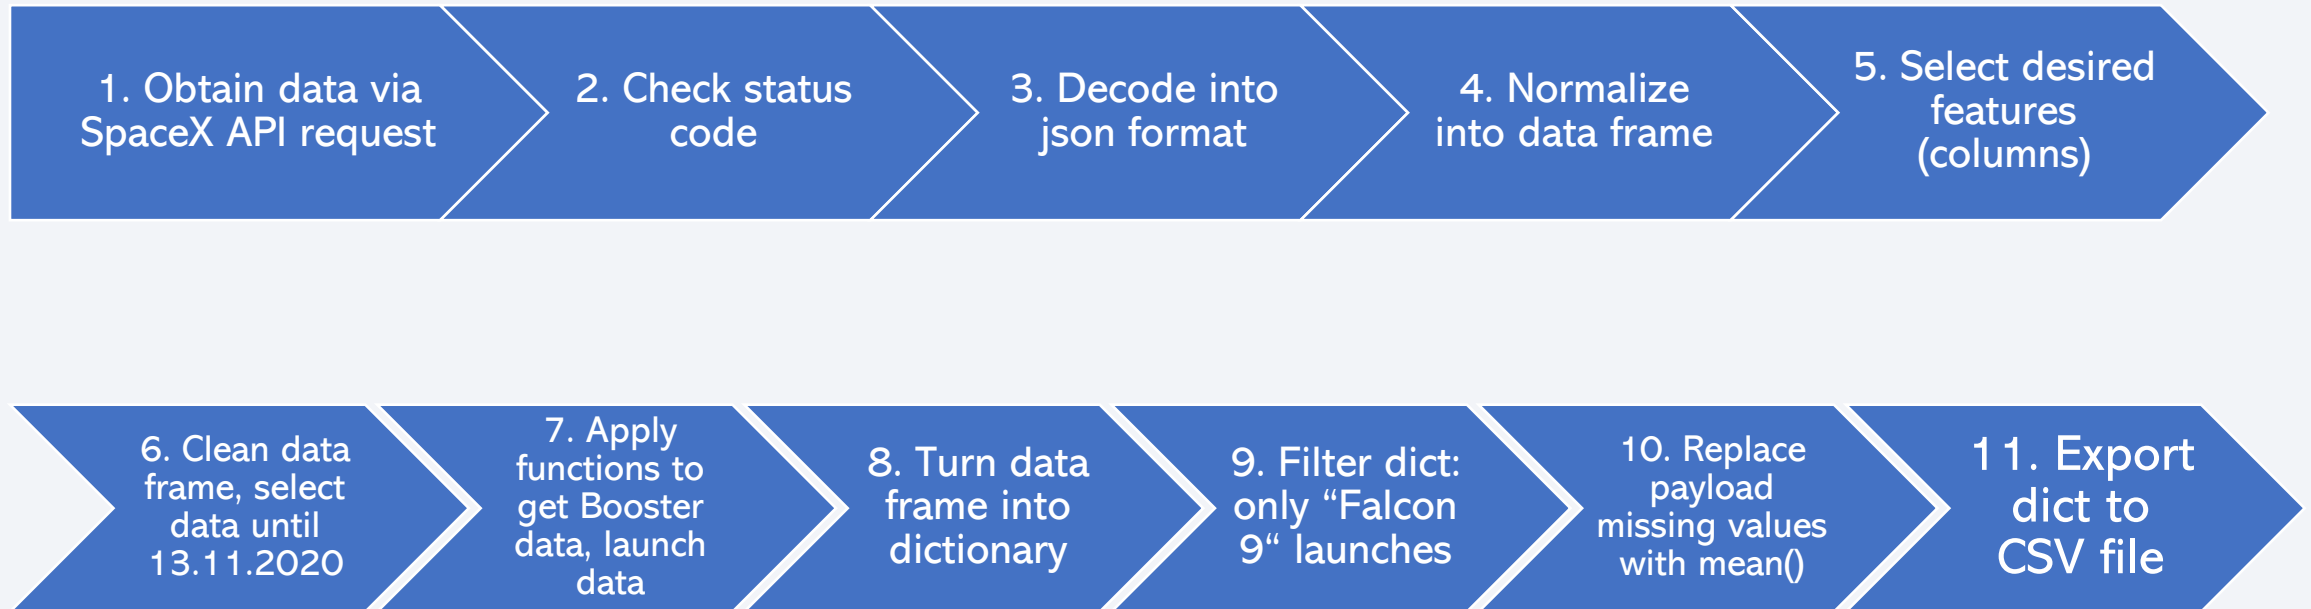 1. Obtain data via
SpaceX API request
2. Check status
code
3. Decode into
json format
4. Normalize
into data frame
5. Select desired
features
(columns)
6. Clean data
frame, select
data until
13.11.2020
7. Apply
functions to
get Booster
data, launch
data
8. Turn data
frame into
dictionary
9. Filter dict:
only “Falcon
9“ launches
10. Replace
payload
missing values
with mean()
11. Export
dict to
CSV file